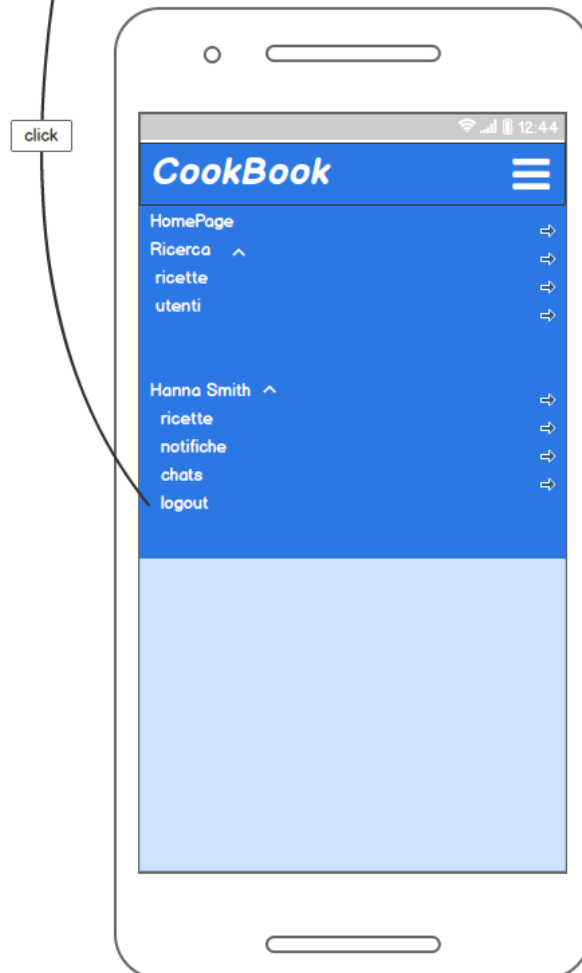 12:44
click
CookBook
HomePage
Ricerca
ricette
utenti
Hanna Smith
ricette
notifiche
chats
logout